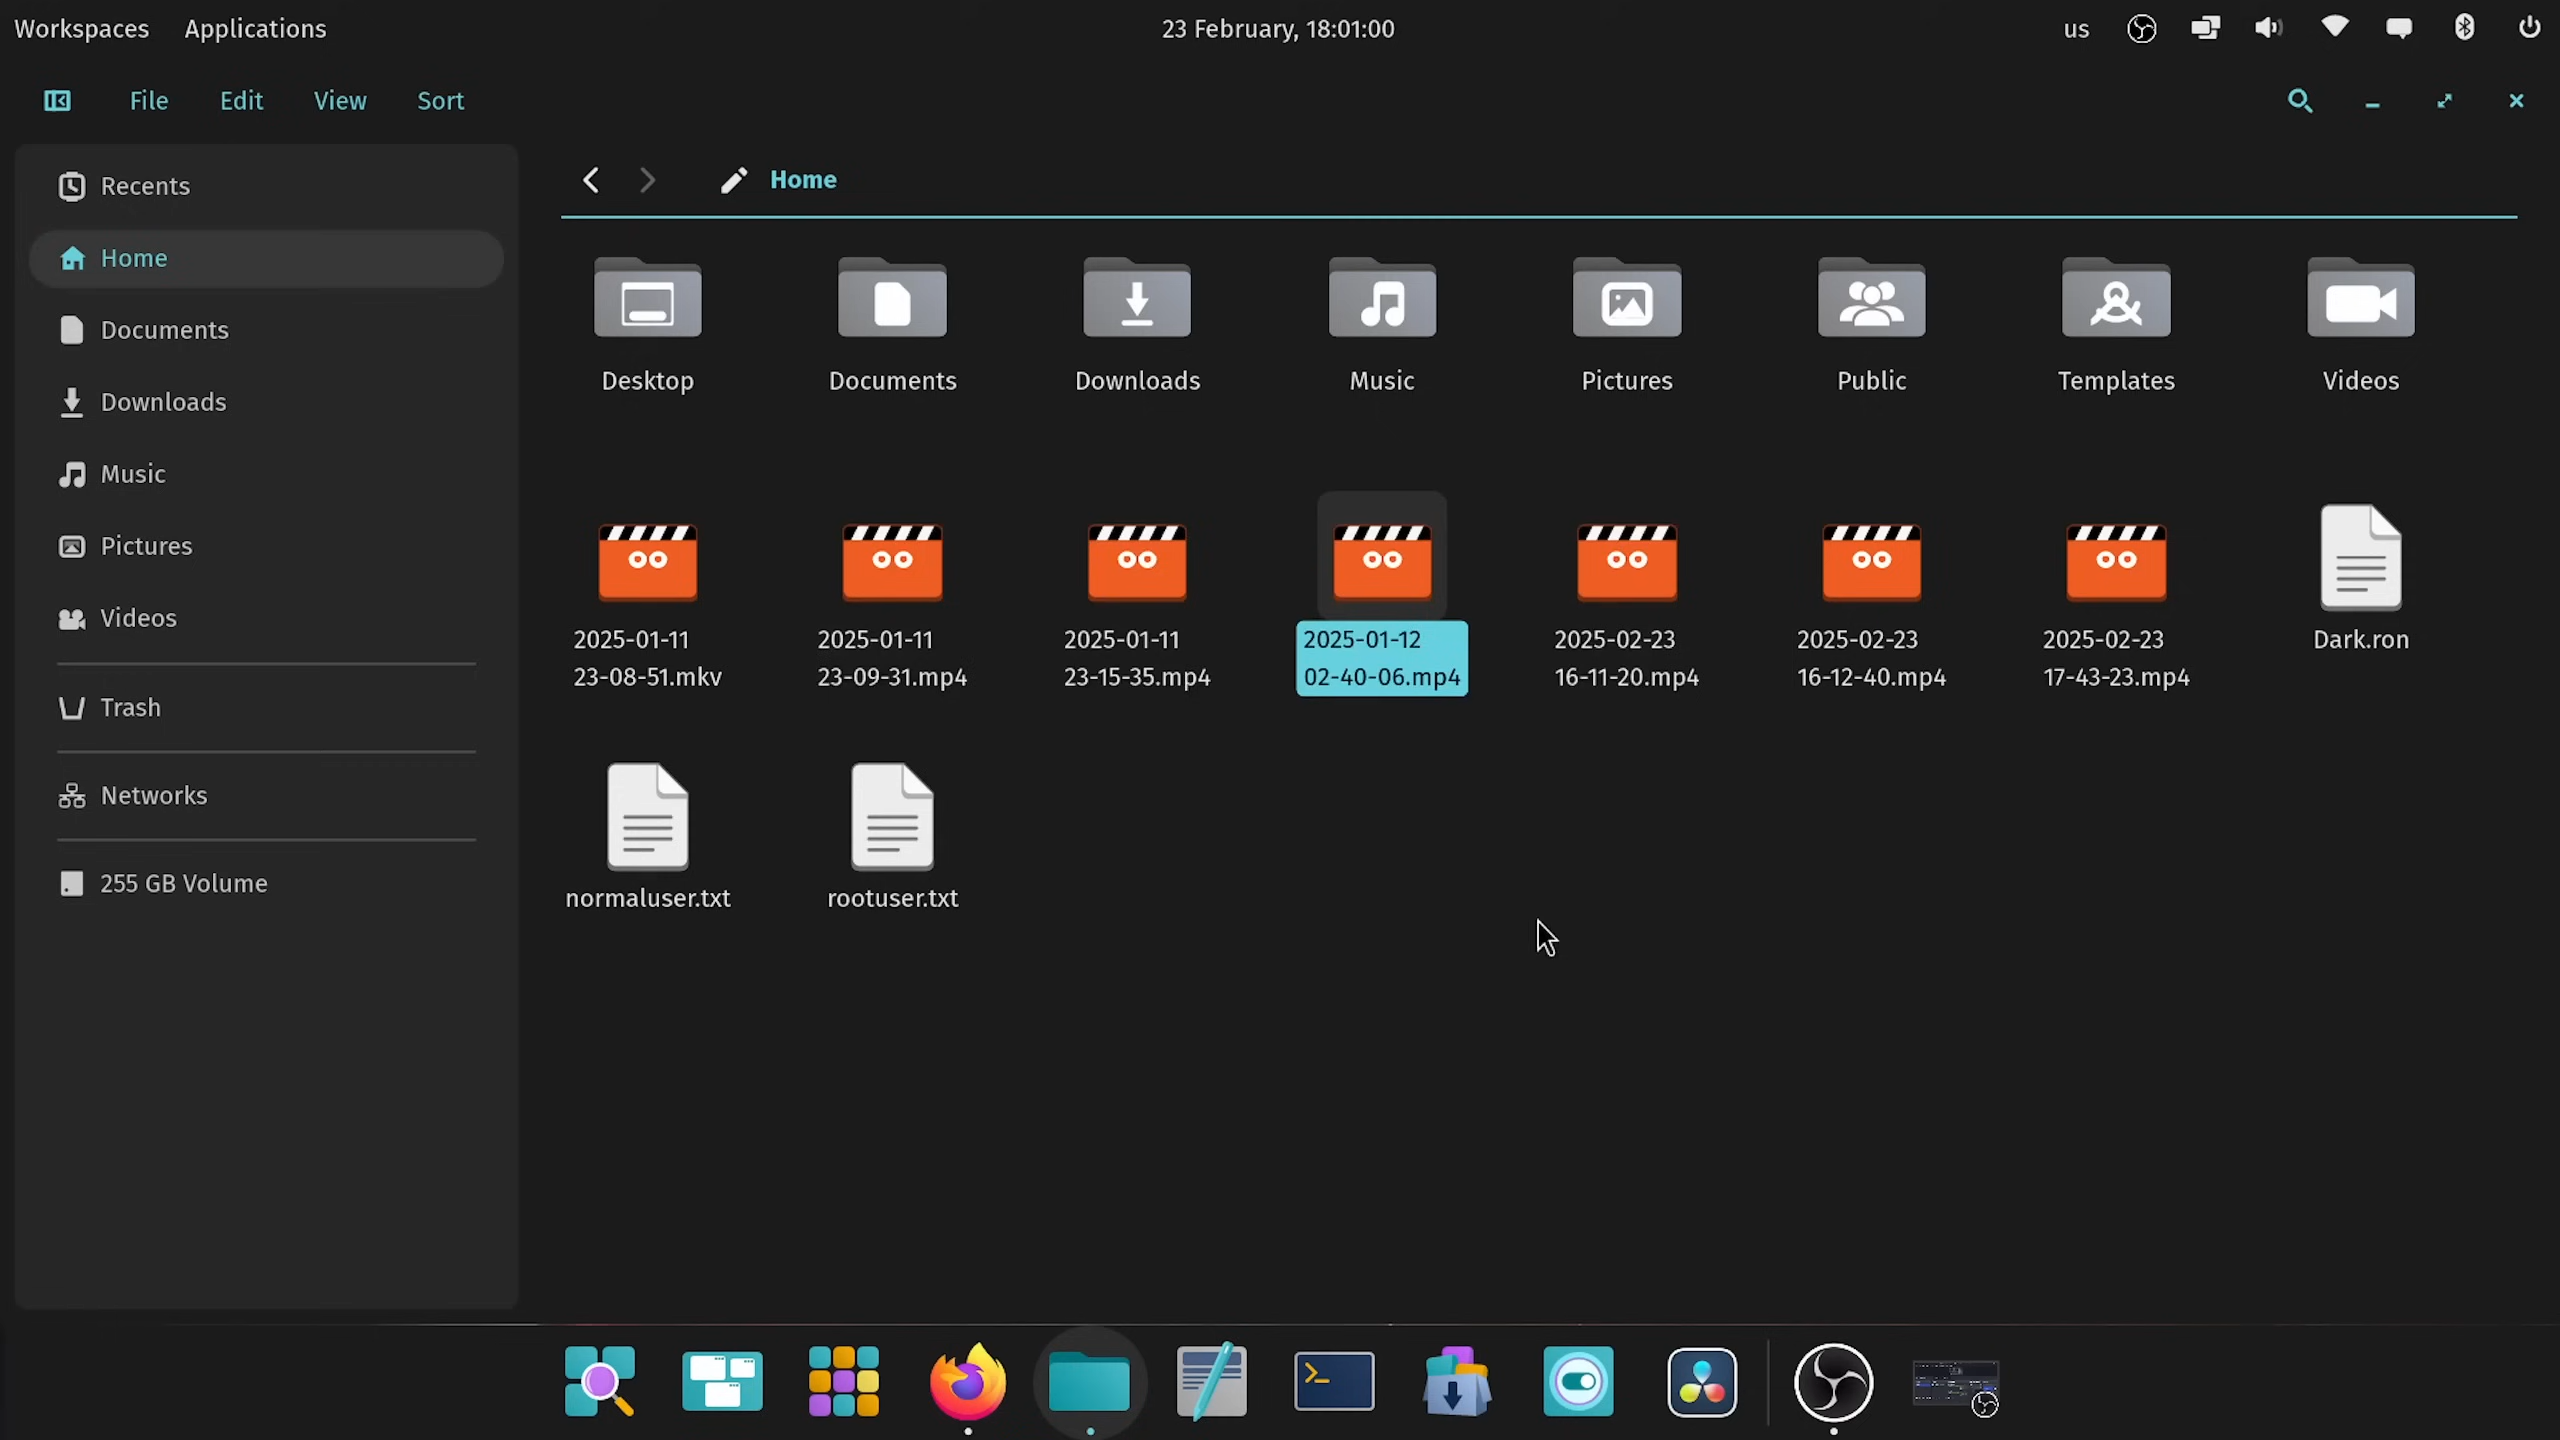 Workspaces Applications 23 February, 18:01:00 us
File Edit View Sort
Recents
Home
Documents
Downloads
Music
Pictures
Videos
Trash
Networks
255 GB Volume
Home
Desktop Documents Downloads Music Pictures Public Templates Videos
2025-01-11 2025-01-11 2025-01-11 2025-01-12 2025-02-23 2025-02-23 2025-02-23 Dark.ron
23-08-51.mkv 23-09-31.mp4 23-15-35.mp4 02-40-06.mp4 16-11-20.mp4 16-12-40.mp4 17-43-23.mp4
normaluser.txt rootuser.txt